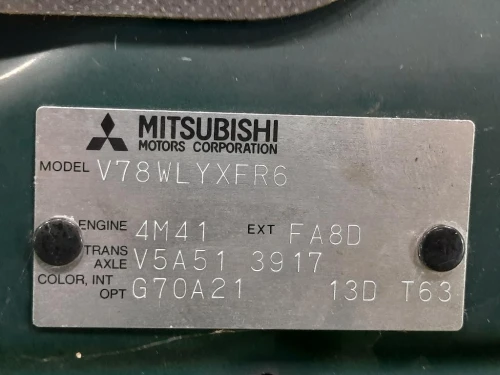 MITSUBISHI
MOTORS CORPORATION
MODEL V78WLYXFR6
ENGINE 4M41 EXT FA8D
TRANS
AXLE V5A51 3917
COLOR, INT
OPT G70A21 13D T63